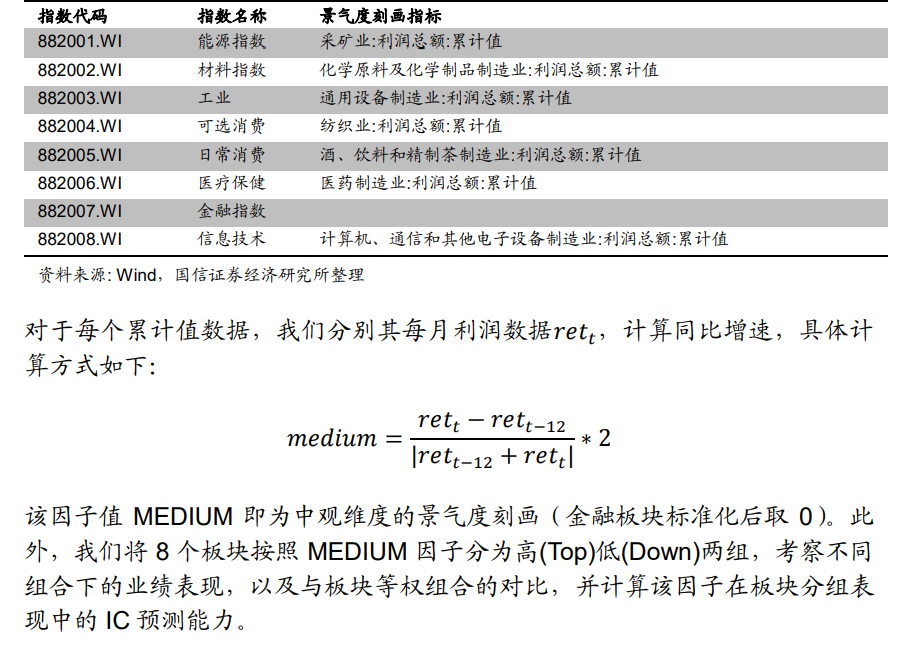 指数代码 指数名称 景气度刻画指标
882001.WI 能源指数 采矿业:利润总额:累计值
882002.WI 材料指数 化学原料及化学制品制造业:利润总额:累计值
882003.WI 工业 通用设备制造业:利润总额:累计值
882004.WI 可选消费 纺织业:利润总额:累计值
882005.WI 日常消费 酒、饮料和精制茶制造业:利润总额:累计值
882006.WI 医疗保健 医药制造业:利润总额:累计值
882007.WI 金融指数
882008.WI 信息技术 计算机、通信和其他电子设备制造业:利润总额:累计值
资料来源: Wind，国信证券经济研究所整理
对于每个累计值数据，我们分别其每月利润数据ret_t，计算同比增速，具体计
算方式如下：
medium = (ret_t − ret_{t−12}) / |ret_{t−12} + ret_t| * 2
该因子值 MEDIUM 即为中观维度的景气度刻画（金融板块标准化后取 0）。此
外，我们将 8 个板块按照 MEDIUM 因子分为高(Top)低(Down)两组，考察不同
组合下的业绩表现，以及与板块等权组合的对比，并计算该因子在板块分组表
现中的 IC 预测能力。